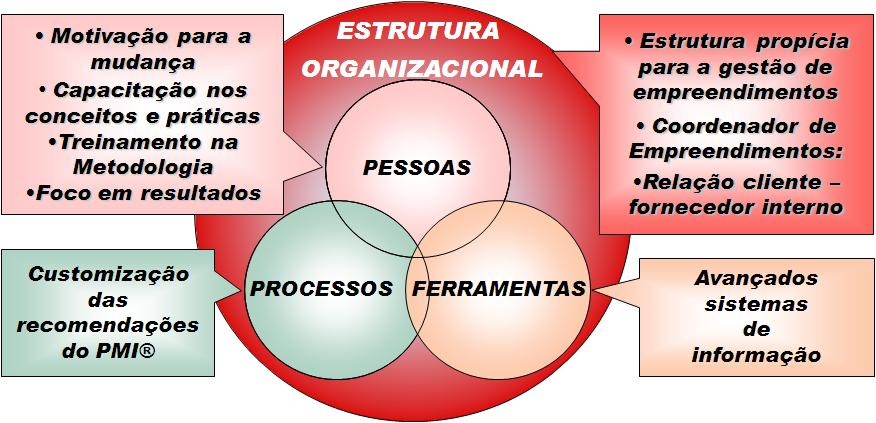 • Motivação para a
mudança
• Capacitação nos
conceitos e práticas
•Treinamento na
Metodologia
•Foco em resultados
ESTRUTURA
ORGANIZACIONAL
• Estrutura propícia
para a gestão de
empreendimentos
• Coordenador de
Empreendimentos:
•Relação cliente –
fornecedor interno
PESSOAS
Customização
das
recomendações
do PMI®
PROCESSOS
FERRAMENTAS
Avançados
sistemas
de
informação